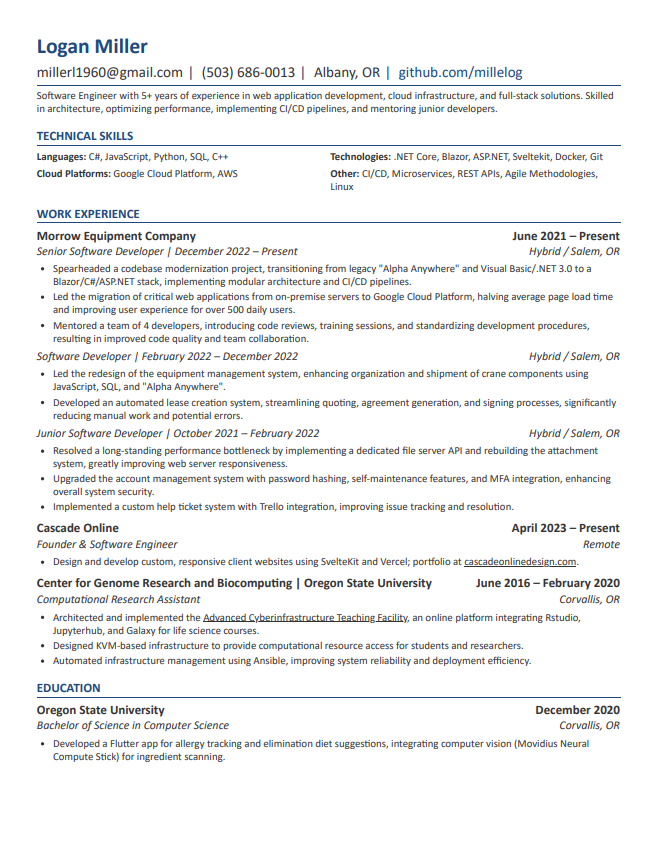 Logan Miller
millerl1960@gmail.com | (503) 686-0013 | Albany, OR | github.com/millelog
Software Engineer with 5+ years of experience in web application development, cloud infrastructure, and full-stack solutions. Skilled
in architecture, optimizing performance, implementing CI/CD pipelines, and mentoring junior developers.
TECHNICAL SKILLS
Languages: C#, JavaScript, Python, SQL, C++
Technologies: .NET Core, Blazor, ASP.NET, Sveltekit, Docker, Git
Cloud Platforms: Google Cloud Platform, AWS
Other: CI/CD, Microservices, REST APIs, Agile Methodologies,
Linux
WORK EXPERIENCE
Morrow Equipment Company June 2021 – Present
Senior Software Developer | December 2022 – Present Hybrid / Salem, OR
• Spearheaded a codebase modernization project, transitioning from legacy "Alpha Anywhere" and Visual Basic/.NET 3.0 to a
Blazor/C#/ASP.NET stack, implementing modular architecture and CI/CD pipelines.
• Led the migration of critical web applications from on-premise servers to Google Cloud Platform, halving average page load time
and improving user experience for over 500 daily users.
• Mentored a team of 4 developers, introducing code reviews, training sessions, and standardizing development procedures,
resulting in improved code quality and team collaboration.
Software Developer | February 2022 – December 2022 Hybrid / Salem, OR
• Led the redesign of the equipment management system, enhancing organization and shipment of crane components using
JavaScript, SQL, and "Alpha Anywhere".
• Developed an automated lease creation system, streamlining quoting, agreement generation, and signing processes, significantly
reducing manual work and potential errors.
Junior Software Developer | October 2021 – February 2022 Hybrid / Salem, OR
• Resolved a long-standing performance bottleneck by implementing a dedicated file server API and rebuilding the attachment
system, greatly improving web server responsiveness.
• Upgraded the account management system with password hashing, self-maintenance features, and MFA integration, enhancing
overall system security.
• Implemented a custom help ticket system with Trello integration, improving issue tracking and resolution.
Cascade Online April 2023 – Present
Founder & Software Engineer Remote
• Design and develop custom, responsive client websites using SvelteKit and Vercel; portfolio at cascadeonlinedesign.com.
Center for Genome Research and Biocomputing | Oregon State University June 2016 – February 2020
Computational Research Assistant Corvallis, OR
• Architected and implemented the Advanced Cyberinfrastructure Teaching Facility, an online platform integrating Rstudio,
Jupyterhub, and Galaxy for life science courses.
• Designed KVM-based infrastructure to provide computational resource access for students and researchers.
• Automated infrastructure management using Ansible, improving system reliability and deployment efficiency.
EDUCATION
Oregon State University December 2020
Bachelor of Science in Computer Science Corvallis, OR
• Developed a Flutter app for allergy tracking and elimination diet suggestions, integrating computer vision (Movidius Neural
Compute Stick) for ingredient scanning.